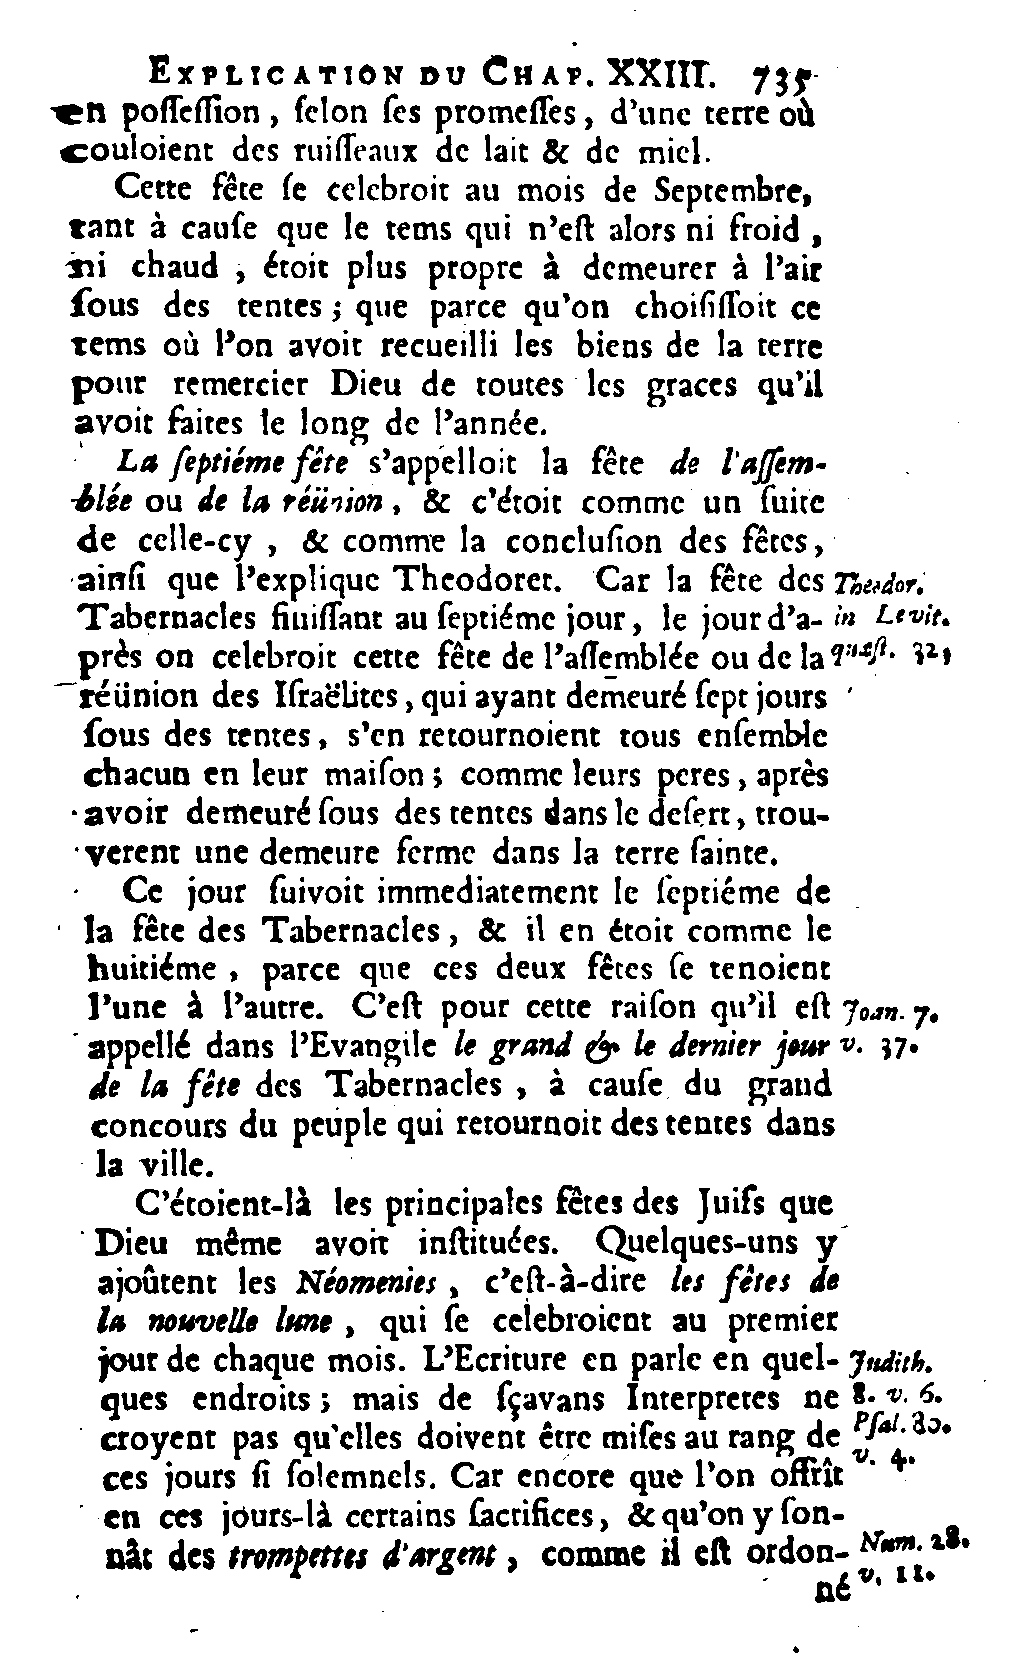 EXPLICATION DU CHAP. XXIII. 735
en poſſeſſion, ſelon ſes promeſſes, d'une terre où
couloient des ruiſſeaux de lait & de miel.
Cette fête ſe celebroit au mois de Septembre,
tant à cauſe que le tems qui n'eſt alors ni froid,
ni chaud, étoit plus propre à demeurer à l'air
ſous des tentes; que parce qu'on choiſiſſoit ce
tems où l'on avoit recueilli les biens de la terre
pour remercier Dieu de toutes les graces qu'il
avoit faites le long de l'année.
La ſeptiéme fête s'appelloit la fête de l'aſſem-
blée ou de la réünion, & c'étoit comme un ſuite
de celle-cy, & comme la concluſion des fêtes,
ainſi que l'explique Theodoret. Car la fête des Theodor.
Tabernacles finiſſant au ſeptiéme jour, le jour d'a- in Levit.
près on celebroit cette fête de l'aſſemblée ou de la quæſt. 32,
réünion des Iſraëlites, qui ayant demeuré ſept jours
ſous des tentes, s'en retournoient tous enſemble
chacun en leur maiſon; comme leurs peres, après
avoir demeuré ſous des tentes dans le deſert, trou-
verent une demeure ferme dans la terre ſainte.
Ce jour ſuivoit immediatement le ſeptiéme de
la fête des Tabernacles, & il en étoit comme le
huitiéme, parce que ces deux fêtes ſe tenoient
l'une à l'autre. C'eſt pour cette raiſon qu'il eſt Joan. 7.
appellé dans l'Evangile le grand & le dernier jour v. 37.
de la fête des Tabernacles, à cauſe du grand
concours du peuple qui retournoit des tentes dans
la ville.
C'étoient-là les principales fêtes des Juifs que
Dieu même avoit inſtituées. Quelques-uns y
ajoûtent les Néomenies, c'eſt-à-dire les fêtes de
la nouvelle lune, qui ſe celebroient au premier
jour de chaque mois. L'Ecriture en parle en quel- Judith.
ques endroits; mais de ſçavans Interpretes ne 8. v. 6.
croyent pas qu'elles doivent être miſes au rang de Pſal. 80.
ces jours ſi ſolemnels. Car encore que l'on offrît v. 4.
en ces jours-là certains ſacrifices, & qu'on y ſon-
nât des trompettes d'argent, comme il eſt ordon- Num. 28.
né v. 11.